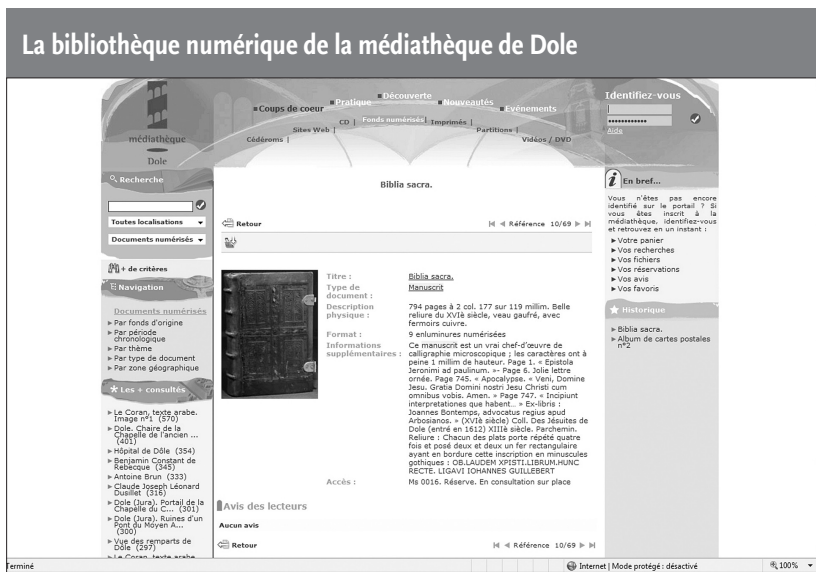 La bibliothèque numérique de la médiathèque de Dole
médiathèque
Dole
Coups de coeur
Pratique
Découverte
Nouveautés
Evénements
Cédéroms |
Sites Web |
CD |
Fonds numérisés |
Imprimés |
Partitions |
Vidéos / DVD
Identifiez-vous
••••••••••••
Aide
Recherche
Toutes localisations
Documents numérisés
+ de critères
Navigation
Documents numérisés
Par fonds d'origine
Par période
chronologique
Par thème
Par type de document
Par zone géographique
Les + consultés
Le Coran, texte arabe.
Image n°1 (570)
Dole. Chaire de la
Chapelle de l'ancien ...
(401)
Hôpital de Dôle (354)
Benjamin Constant de
Rebecque (345)
Antoine Brun (333)
Claude Joseph Léonard
Dusillet (316)
Dole (Jura). Portail de la
Chapelle du C... (301)
Dole (Jura). Ruines d'un
Pont du Moyen A...
(300)
Vue des remparts de
Dôle (297)
Le Coran, texte arabe.
Biblia sacra.
Retour
Référence 10/69
Titre : Biblia sacra.
Type de document : Manuscrit
Description physique : 794 pages à 2 col. 177 sur 119 millim. Belle
reliure du XVIè siècle, veau gaufré, avec
fermoirs cuivre.
Format : 9 enluminures numérisées
Informations supplémentaires : Ce manuscrit est un vrai chef-d'œuvre de
calligraphie microscopique ; les caractères ont à
peine 1 millim de hauteur. Page 1. « Epistola
Jeronimi ad paulinum. »- Page 6. Jolie lettre
ornée. Page 745. « Apocalypse. « Veni, Domine
Jesu. Gratia Domini nostri Jesu Christi cum
omnibus vobis. Amen. » Page 747. « Incipiunt
interpretationes que habent... » Ex-libris :
Joannes Bontemps, advocatus regius apud
Arbosianos. » (XVIè siècle) Coll. Des Jésuites de
Dole (entré en 1612) XIIIè siècle. Parchemin.
Reliure : Chacun des plats porte répété quatre
fois et posé deux et deux un fer rectangulaire
ayant en bordure cette inscription en minuscules
gothiques : OB.LAUDEM XPISTI.LIBRUM.HUNC
RECTE. LIGAVI IOHANNES GUILLEBERT
Accès : Ms 0016. Réserve. En consultation sur place
Avis des lecteurs
Aucun avis
Retour
Référence 10/69
En bref...
Vous n'êtes pas encore
identifié sur le portail ? Si
vous êtes inscrit à la
médiathèque, identifiez-vous
et retrouvez en un instant :
Votre panier
Vos recherches
Vos fichiers
Vos réservations
Vos avis
Vos favoris
Historique
Biblia sacra.
Album de cartes postales
n°2
Terminé
Internet | Mode protégé : désactivé
100%